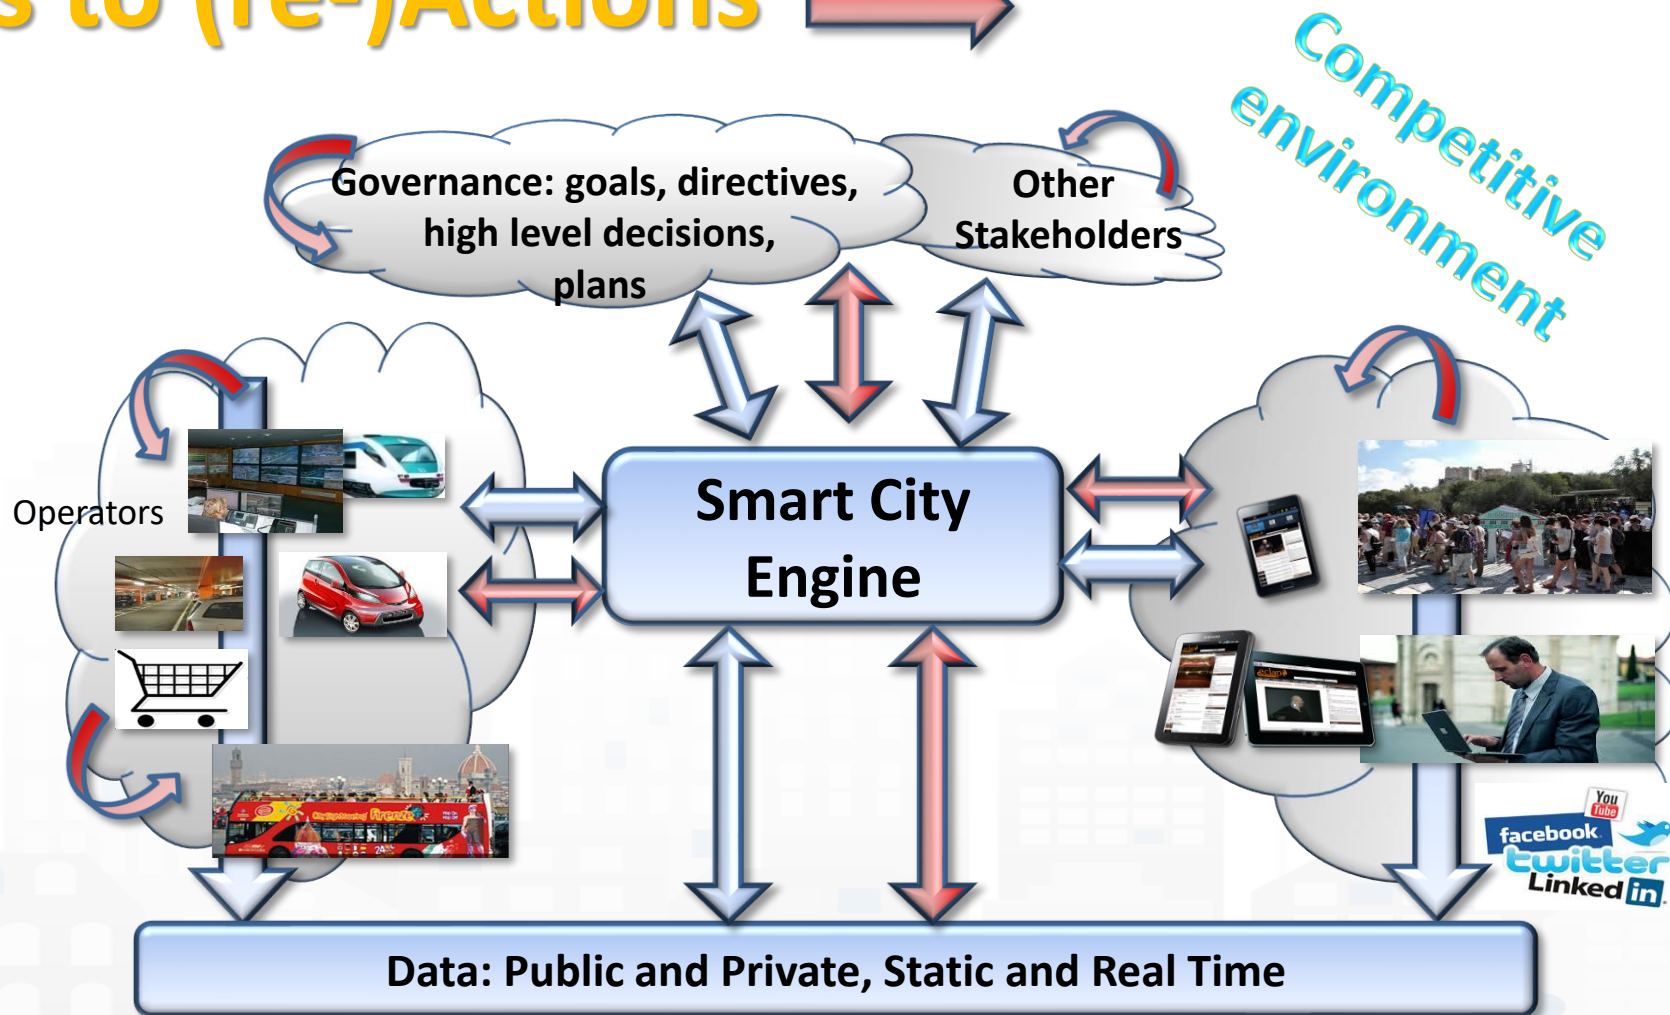 s to (re-)Actions
Competitive
environment
Governance: goals, directives,
high level decisions,
plans
Other
Stakeholders
Operators
Smart City
Engine
firenze
You
Tube
facebook
twitter
Linked in
Data: Public and Private, Static and Real Time